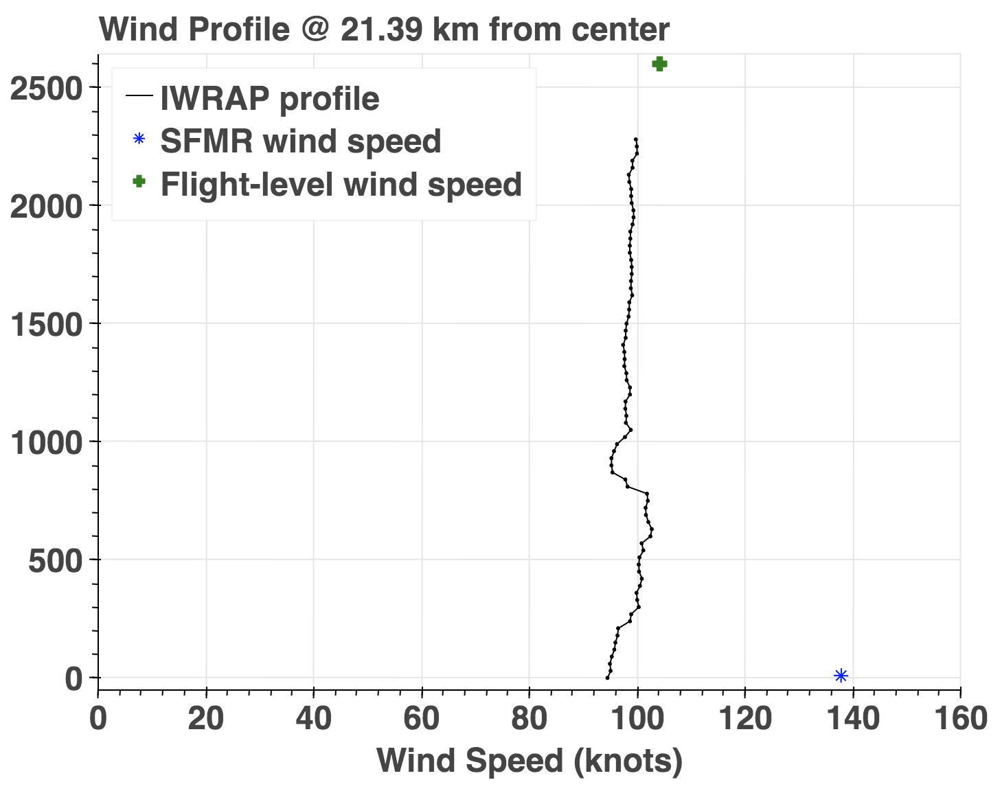 Wind Profile @ 21.39 km from center
IWRAP profile
SFMR wind speed
Flight-level wind speed
2500
2000
1500
1000
500
0
0 20 40 60 80 100 120 140 160
Wind Speed (knots)